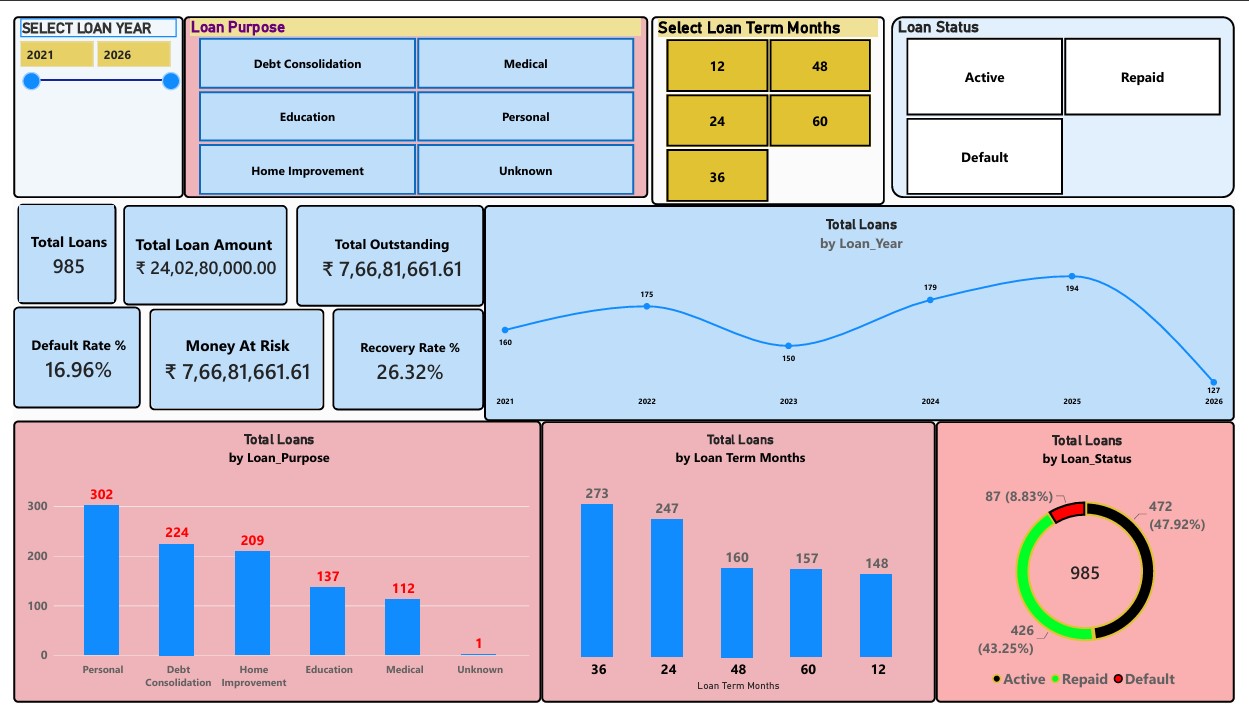 SELECT LOAN YEAR
2021
2026
Loan Purpose
Debt Consolidation
Medical
Education
Personal
Home Improvement
Unknown
Select Loan Term Months
12
48
24
60
36
Loan Status
Active
Repaid
Default
Total Loans
985
Total Loan Amount
₹ 24,02,80,000.00
Total Outstanding
₹ 7,66,81,661.61
Default Rate %
16.96%
Money At Risk
₹ 7,66,81,661.61
Recovery Rate %
26.32%
Total Loans
by Loan_Year
160
175
150
179
194
127
2021
2022
2023
2024
2025
2026
Total Loans
by Loan_Purpose
300
200
100
0
302
224
209
137
112
1
Personal
Debt
Consolidation
Home
Improvement
Education
Medical
Unknown
Total Loans
by Loan Term Months
273
247
160
157
148
36
24
48
60
12
Loan Term Months
Total Loans
by Loan_Status
87 (8.83%)
472
(47.92%)
985
426
(43.25%)
Active
Repaid
Default